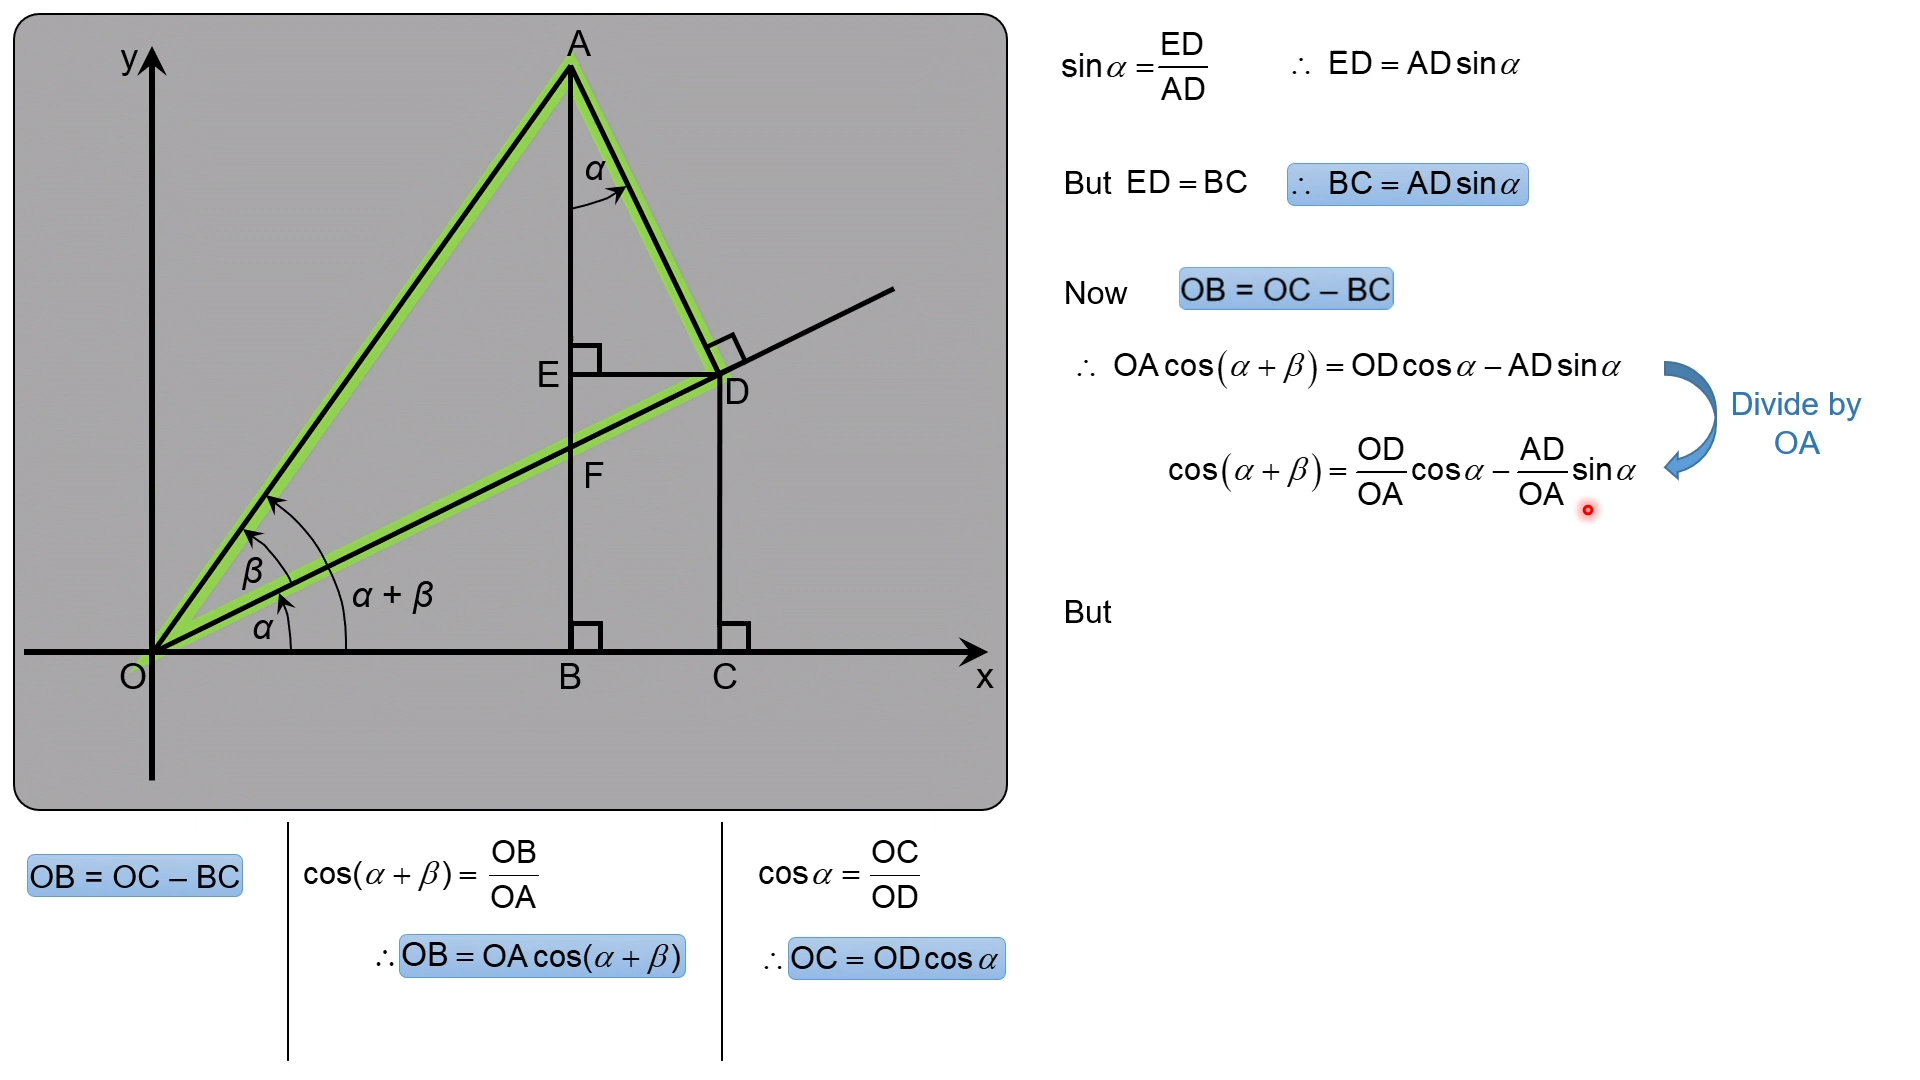 y
A
α
E
D
F
β
α + β
α
O
B
C
x
OB = OC – BC
cos(α + β) = OB/OA
∴ OB = OA cos(α + β)
cos α = OC/OD
∴ OC = OD cos α
sin α = ED/AD ∴ ED = AD sin α
But ED = BC ∴ BC = AD sin α
Now OB = OC – BC
∴ OA cos(α + β) = OD cos α – AD sin α
Divide by
OA
cos(α + β) = OD/OA cos α – AD/OA sin α
But